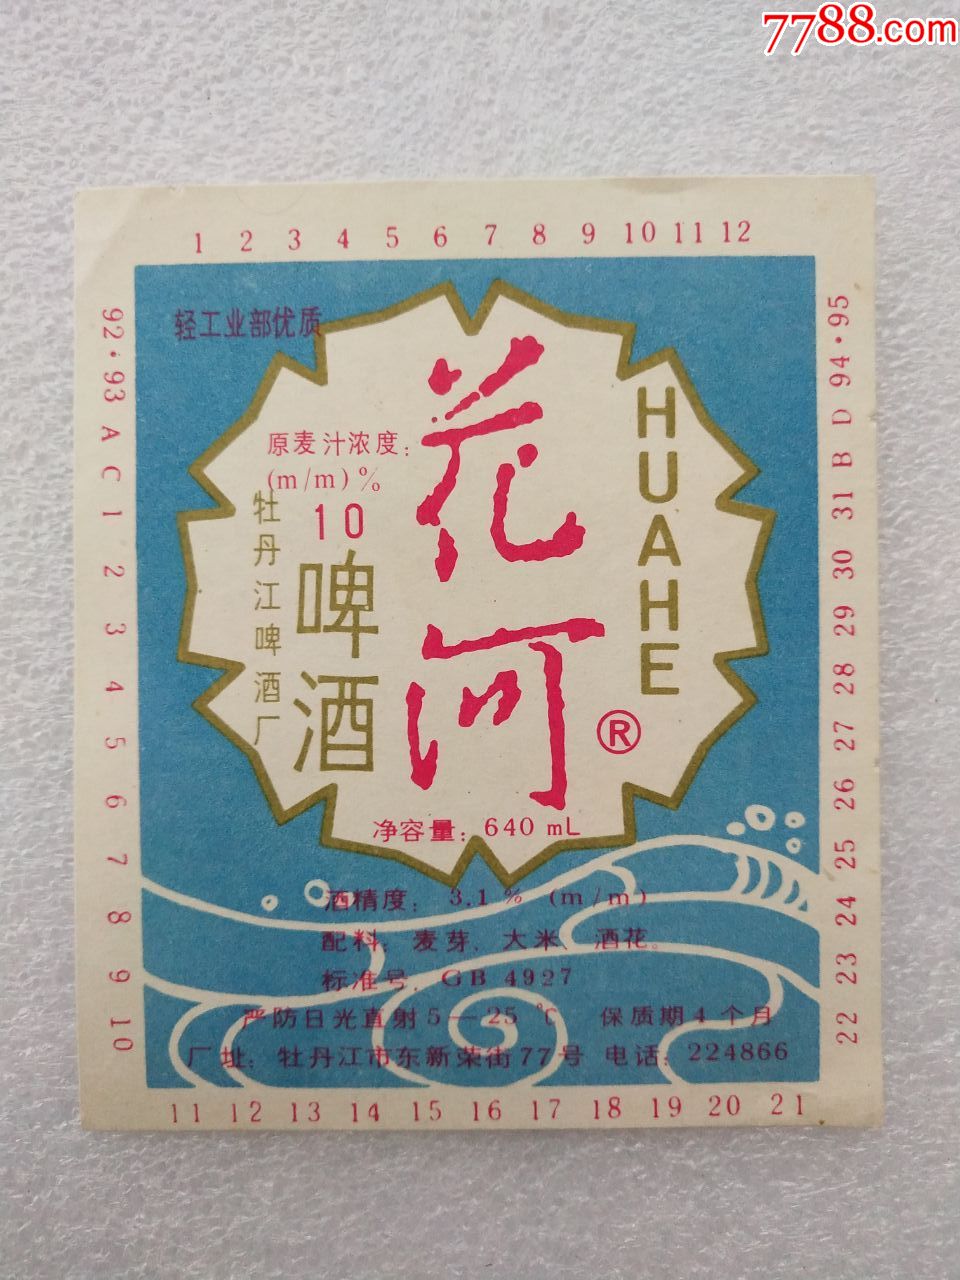 7788.com
1 2 3 4 5 6 7 8 9 10 11 12
92·93 A C 1 2 3 4 5 6 7 8 9 10
轻工业部优质
花河
HUAHE
®
原麦汁浓度:
(m/m)%
10
啤酒
牡丹江啤酒厂
净容量: 640 mL
酒精度: 3.1% (m/m)
配料: 麦芽、大米、酒花。
标准号: GB 4927
严防日光直射5—25℃ 保质期4个月
厂址: 牡丹江市东新荣街77号 电话: 224866
22 23 24 25 26 27 28 29 30 31 B D 94·95
11 12 13 14 15 16 17 18 19 20 21